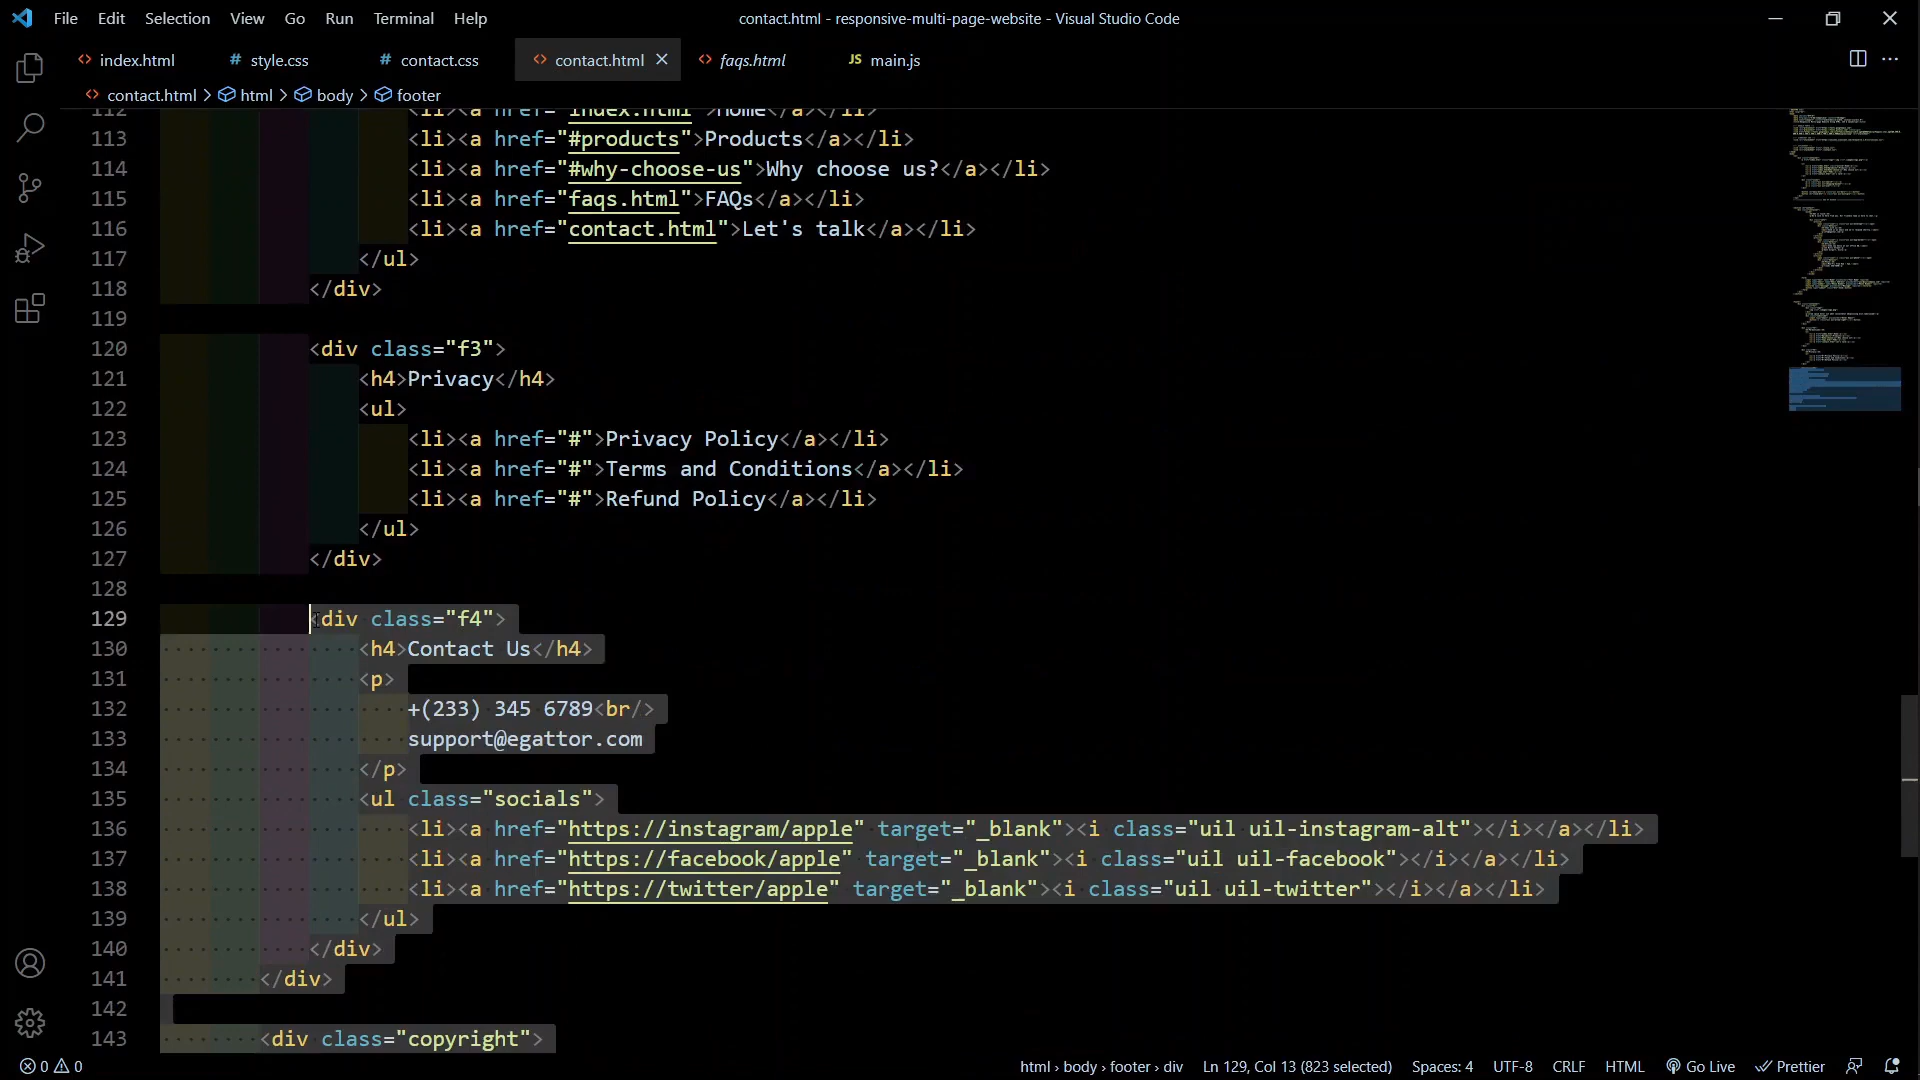 File Edit Selection View Go Run Terminal Help
contact.html - responsive-multi-page-website - Visual Studio Code
index.html # style.css # contact.css contact.html faqs.html JS main.js
contact.html > html > body > footer
112 <li><a href="index.html">Home</a></li>
113 <li><a href="#products">Products</a></li>
114 <li><a href="#why-choose-us">Why choose us?</a></li>
115 <li><a href="faqs.html">FAQs</a></li>
116 <li><a href="contact.html">Let's talk</a></li>
117 </ul>
118 </div>
119
120 <div class="f3">
121 <h4>Privacy</h4>
122 <ul>
123 <li><a href="#">Privacy Policy</a></li>
124 <li><a href="#">Terms and Conditions</a></li>
125 <li><a href="#">Refund Policy</a></li>
126 </ul>
127 </div>
128
129 <div class="f4">
130 <h4>Contact Us</h4>
131 <p>
132 +(233) 345 6789<br/>
133 support@egattor.com
134 </p>
135 <ul class="socials">
136 <li><a href="https://instagram/apple" target="_blank"><i class="uil uil-instagram-alt"></i></a></li>
137 <li><a href="https://facebook/apple" target="_blank"><i class="uil uil-facebook"></i></a></li>
138 <li><a href="https://twitter/apple" target="_blank"><i class="uil uil-twitter"></i></a></li>
139 </ul>
140 </div>
141 </div>
142
143 <div class="copyright">
0 0 html > body > footer > div Ln 129, Col 13 (823 selected) Spaces: 4 UTF-8 CRLF HTML Go Live Prettier